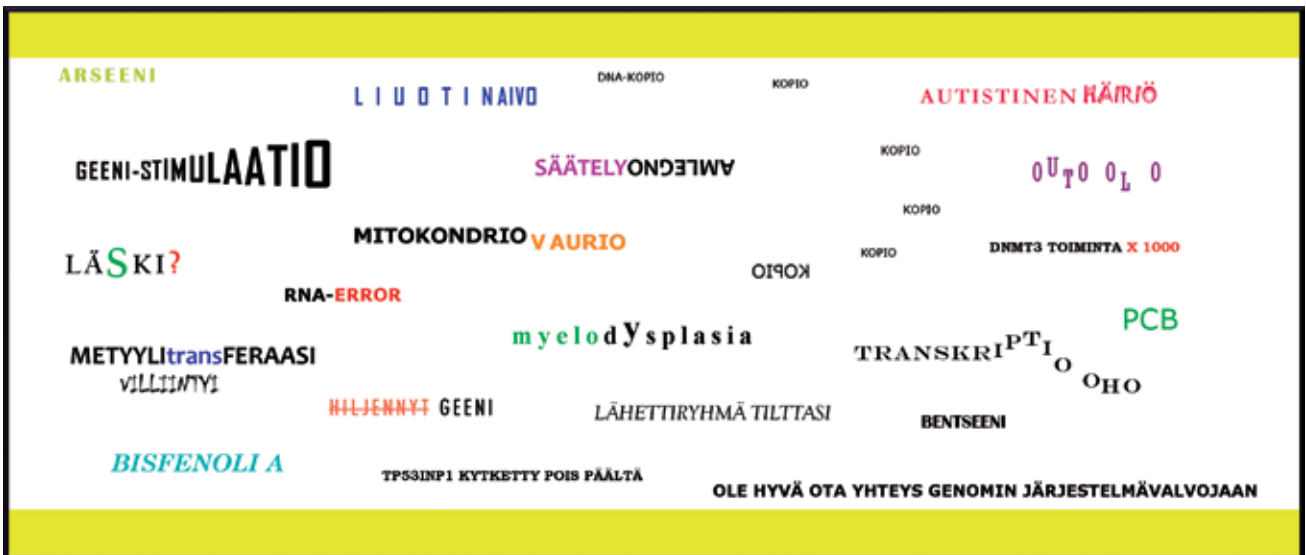 ARSEENI
LIUOTINAIVO
DNA-KOPIO
KOPIO
AUTISTINEN HÄIRIÖ
GEENI-STIMULAATIO
SÄÄTELYONGELMA
KOPIO
OUTO OLO
KOPIO
MITOKONDRIO VAURIO
LÄSKI?
KOPIO
KOPIO
DNMT3 TOIMINTA X 1000
RNA-ERROR
PCB
myelodysplasia
METYYLItransFERAASI
VILLIINTYI
TRANSKRIPTIO OHO
HILJENNYT GEENI
LÄHETTIRYHMÄ TILTTASI
BENTSEENI
BISFENOLI A
TP53INP1 KYTKETTY POIS PÄÄLTÄ
OLE HYVÄ OTA YHTEYS GENOMIN JÄRJESTELMÄVALVOJAAN